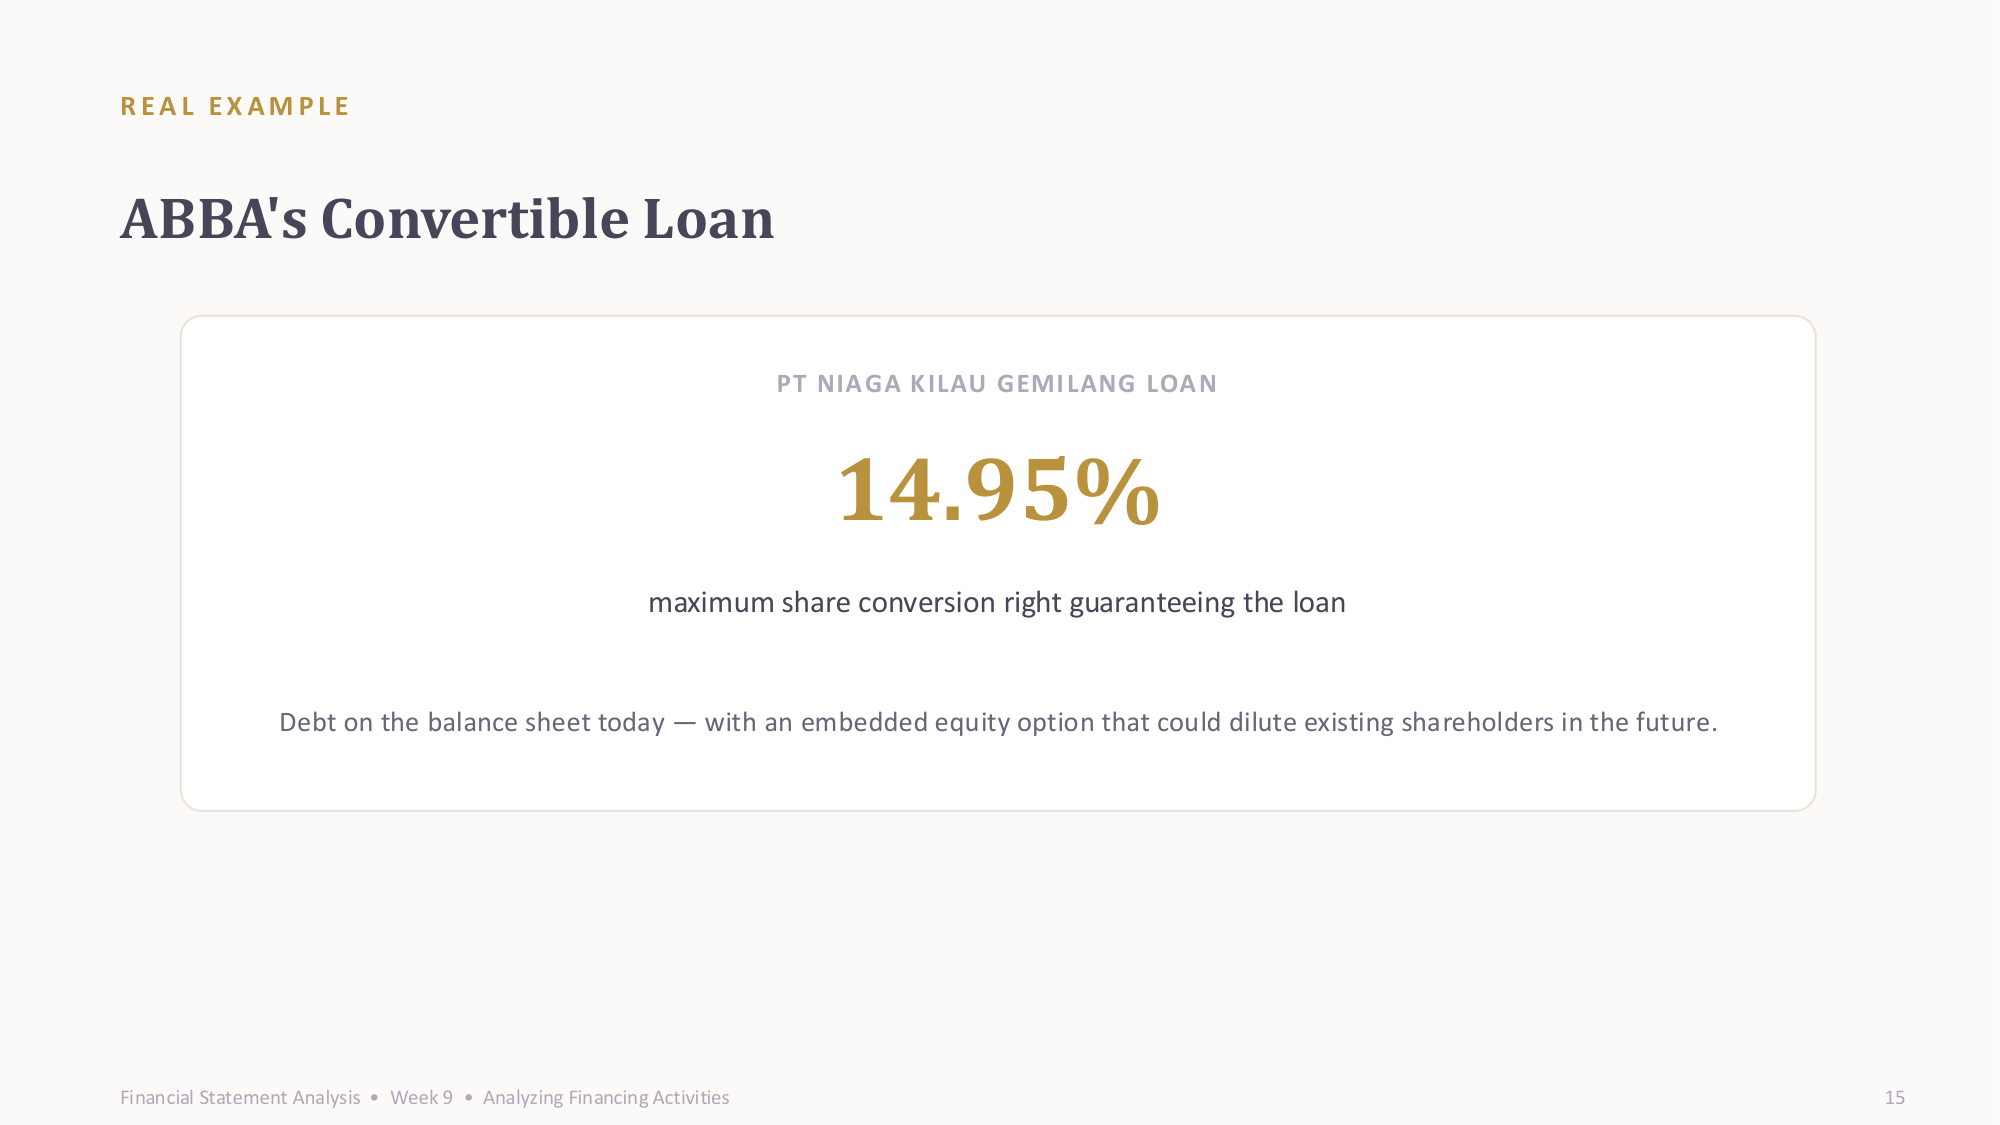 REAL EXAMPLE
ABBA's Convertible Loan
PT NIAGA KILAU GEMILANG LOAN
14.95%
maximum share conversion right guaranteeing the loan
Debt on the balance sheet today — with an embedded equity option that could dilute existing shareholders in the future.
Financial Statement Analysis • Week 9 • Analyzing Financing Activities
15